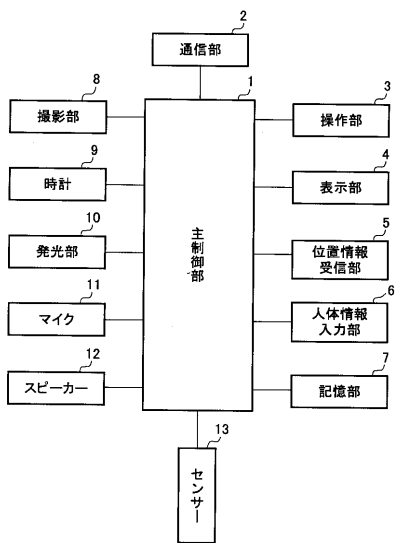 2
通信部
1
主制御部
8
撮影部
9
時計
10
発光部
11
マイク
12
スピーカー
3
操作部
4
表示部
5
位置情報
受信部
6
人体情報
入力部
7
記憶部
13
センサー